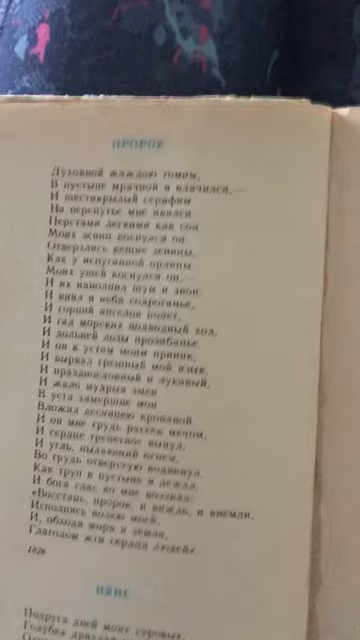 ПРОРОК
Духовной жаждою томим,
В пустыне мрачной я влачился,—
И шестикрылый серафим
На перепутье мне явился
Перстами легкими как сон
Моих зениц коснулся он.
Отверзлись вещие зеницы,
Как у испуганной орлицы
Моих ушей коснулся он,—
И их наполнил шум и звон:
И внял я неба содроганье,
И горний ангелов полет,
И гад морских подводный ход,
И дольней лозы прозябанье.
И он к устам моим приник,
И вырвал грешный мой язык,
И празднословный и лукавый,
И жало мудрыя змеи
В уста замершие мои
Вложил десницею кровавой
И он мне грудь рассек мечом,
И сердце трепетное вынул,
И угль, пылающий огнем,
Во грудь отверстую водвинул.
Как труп в пустыне я лежал,
И бога глас ко мне воззвал:
«Восстань, пророк, и виждь, и внемли,
Исполнись волею моей,
И, обходя моря и земли,
Глаголом жги сердца людей».
1826
НЯНЕ
Подруга дней моих суровых,
Голубка дряхлая